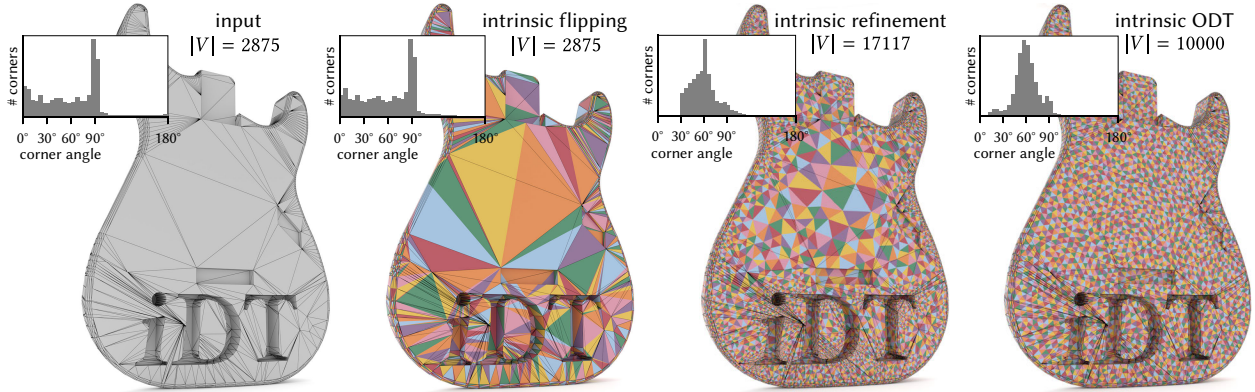 input
|V| = 2875
# corners
0° 30° 60° 90° 180°
corner angle
iDT
intrinsic flipping
|V| = 2875
# corners
0° 30° 60° 90° 180°
corner angle
iDT
intrinsic refinement
|V| = 17117
# corners
0° 30° 60° 90° 180°
corner angle
iDT
intrinsic ODT
|V| = 10000
# corners
0° 30° 60° 90° 180°
corner angle
iDT